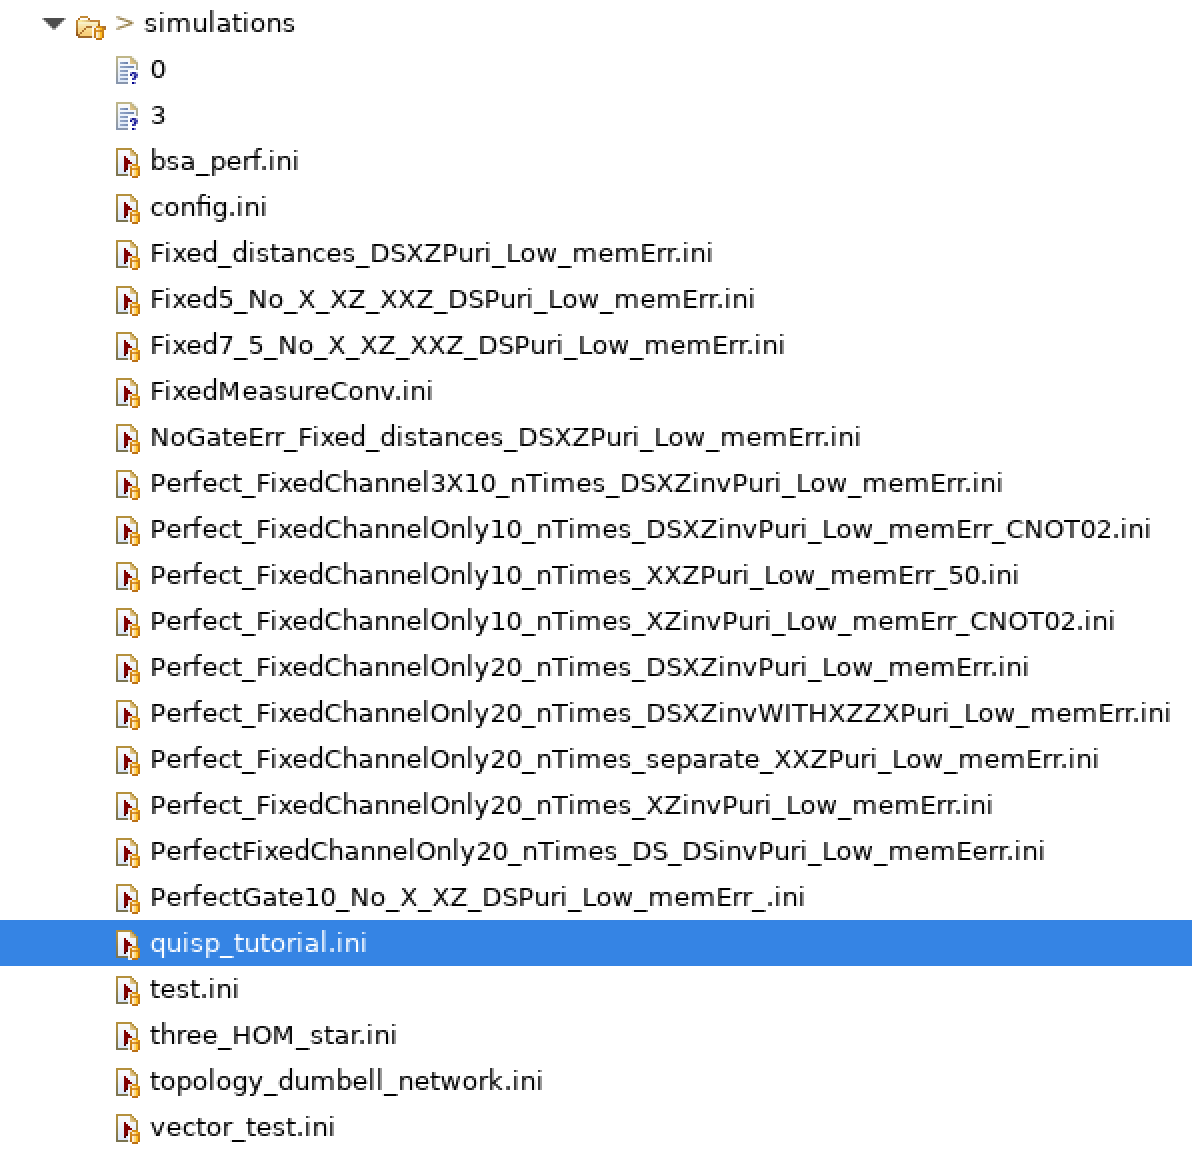 > simulations
0
3
bsa_perf.ini
config.ini
Fixed_distances_DSXZPuri_Low_memErr.ini
Fixed5_No_X_XZ_XXZ_DSPuri_Low_memErr.ini
Fixed7_5_No_X_XZ_XXZ_DSPuri_Low_memErr.ini
FixedMeasureConv.ini
NoGateErr_Fixed_distances_DSXZPuri_Low_memErr.ini
Perfect_FixedChannel3X10_nTimes_DSXZinvPuri_Low_memErr.ini
Perfect_FixedChannelOnly10_nTimes_DSXZinvPuri_Low_memErr_CNOT02.ini
Perfect_FixedChannelOnly10_nTimes_XXZPuri_Low_memErr_50.ini
Perfect_FixedChannelOnly10_nTimes_XZinvPuri_Low_memErr_CNOT02.ini
Perfect_FixedChannelOnly20_nTimes_DSXZinvPuri_Low_memErr.ini
Perfect_FixedChannelOnly20_nTimes_DSXZinvWITHXZZXPuri_Low_memErr.ini
Perfect_FixedChannelOnly20_nTimes_separate_XXZPuri_Low_memErr.ini
Perfect_FixedChannelOnly20_nTimes_XZinvPuri_Low_memErr.ini
PerfectFixedChannelOnly20_nTimes_DS_DSinvPuri_Low_memEerr.ini
PerfectGate10_No_X_XZ_DSPuri_Low_memErr_.ini
quisp_tutorial.ini
test.ini
three_HOM_star.ini
topology_dumbell_network.ini
vector_test.ini